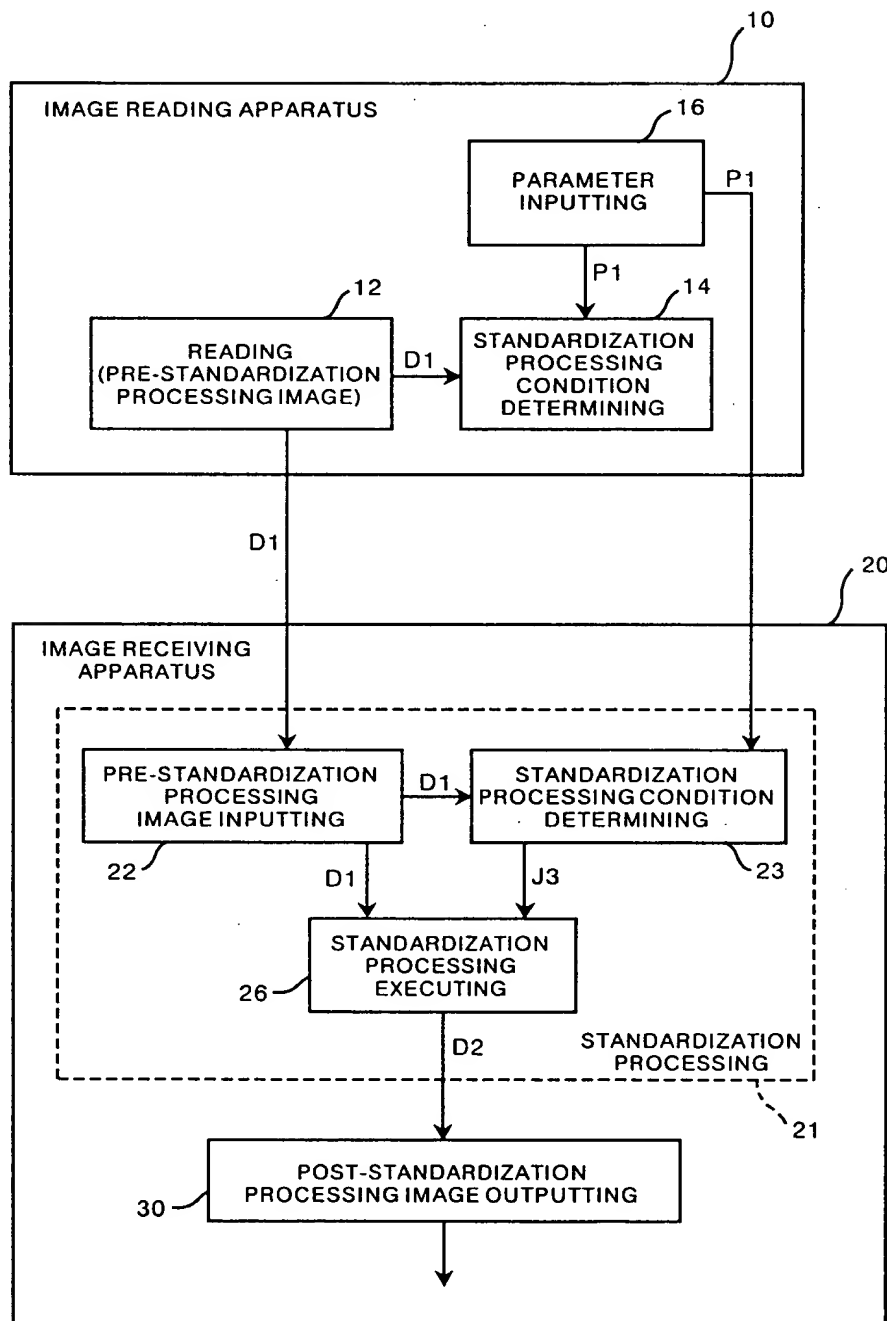 10
IMAGE READING APPARATUS
16
PARAMETER
INPUTTING
P1
P1
12
14
READING
(PRE-STANDARDIZATION
PROCESSING IMAGE)
D1
STANDARDIZATION
PROCESSING
CONDITION
DETERMINING
D1
20
IMAGE RECEIVING
APPARATUS
PRE-STANDARDIZATION
PROCESSING
IMAGE INPUTTING
D1
STANDARDIZATION
PROCESSING CONDITION
DETERMINING
22
23
D1
J3
STANDARDIZATION
PROCESSING
EXECUTING
26
D2
STANDARDIZATION
PROCESSING
21
POST-STANDARDIZATION
PROCESSING IMAGE OUTPUTTING
30